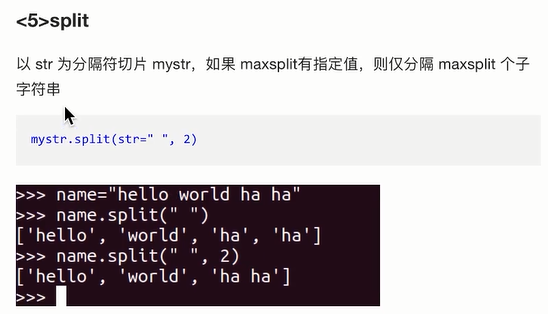 <5>split
以 str 为分隔符切片 mystr，如果 maxsplit有指定值，则仅分隔 maxsplit 个子
字符串
mystr.split(str=" ", 2)
>>> name="hello world ha ha"
>>> name.split(" ")
['hello', 'world', 'ha', 'ha']
>>> name.split(" ", 2)
['hello', 'world', 'ha ha']
>>>